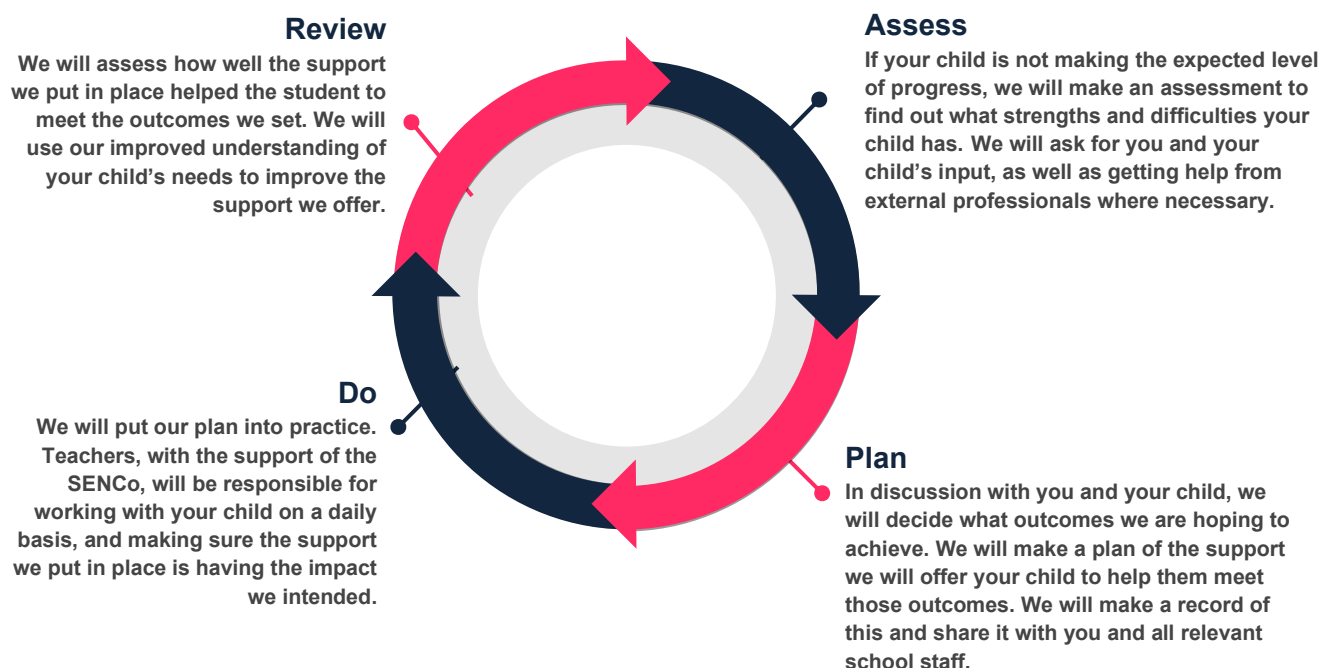 Review
We will assess how well the support
we put in place helped the student to
meet the outcomes we set. We will
use our improved understanding of
your child’s needs to improve the
support we offer.
Assess
If your child is not making the expected level
of progress, we will make an assessment to
find out what strengths and difficulties your
child has. We will ask for you and your
child’s input, as well as getting help from
external professionals where necessary.
Do
We will put our plan into practice.
Teachers, with the support of the
SENCo, will be responsible for
working with your child on a daily
basis, and making sure the support
we put in place is having the impact
we intended.
Plan
In discussion with you and your child, we
will decide what outcomes we are hoping to
achieve. We will make a plan of the support
we will offer your child to help them meet
those outcomes. We will make a record of
this and share it with you and all relevant
school staff.